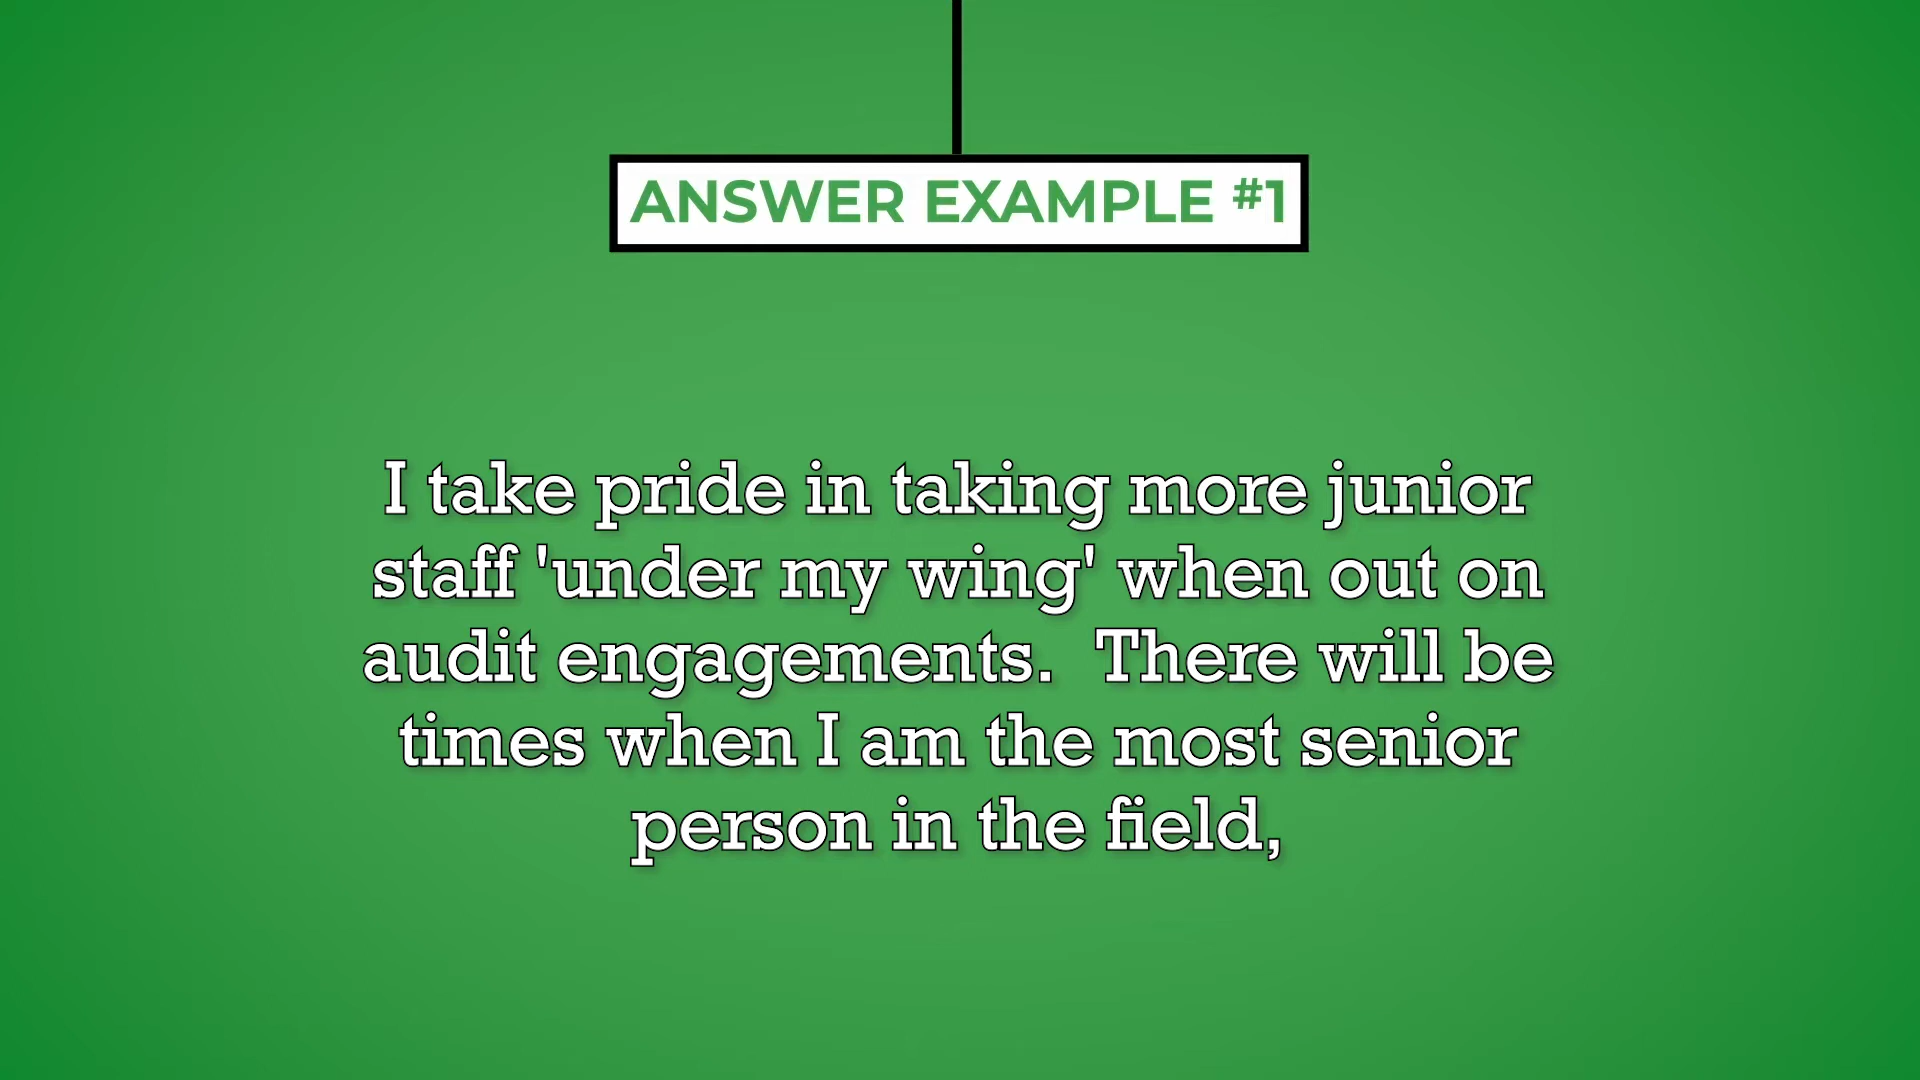 ANSWER EXAMPLE #1
I take pride in taking more junior
staff 'under my wing' when out on
audit engagements.  There will be
times when I am the most senior
person in the field,